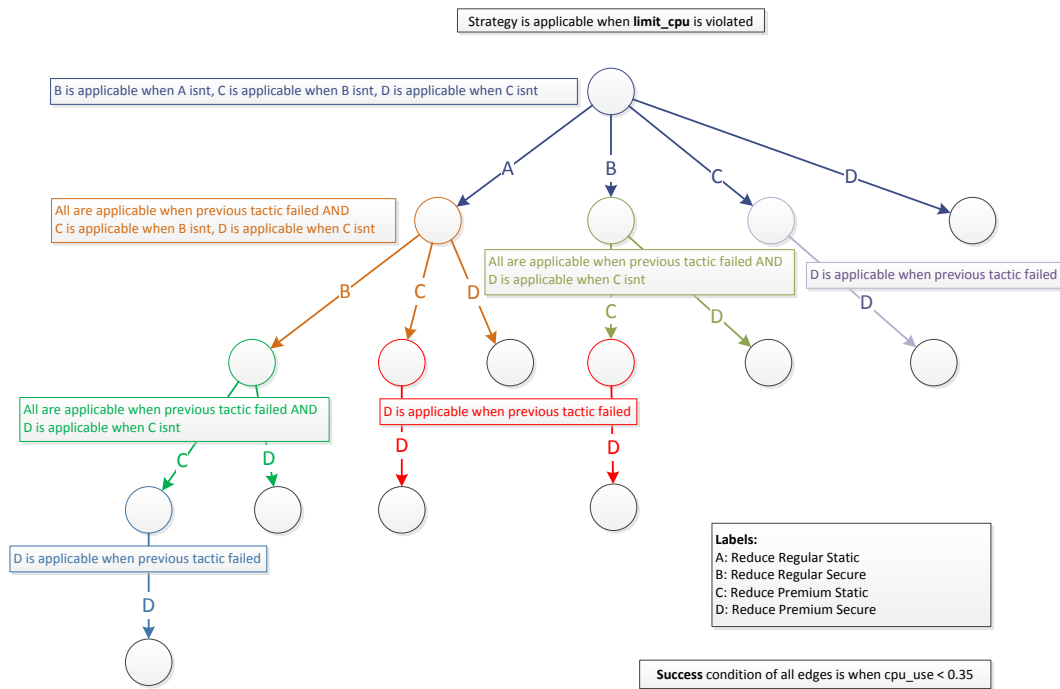 Strategy is applicable when limit_cpu is violated
B is applicable when A isnt, C is applicable when B isnt, D is applicable when C isnt
A
B
C
D
All are applicable when previous tactic failed AND
C is applicable when B isnt, D is applicable when C isnt
All are applicable when previous tactic failed AND
D is applicable when C isnt
D is applicable when previous tactic failed
B
C
D
C
D
D
All are applicable when previous tactic failed AND
D is applicable when C isnt
D is applicable when previous tactic failed
C
D
D
D
D is applicable when previous tactic failed
D
Labels:
A: Reduce Regular Static
B: Reduce Regular Secure
C: Reduce Premium Static
D: Reduce Premium Secure
Success condition of all edges is when cpu_use < 0.35